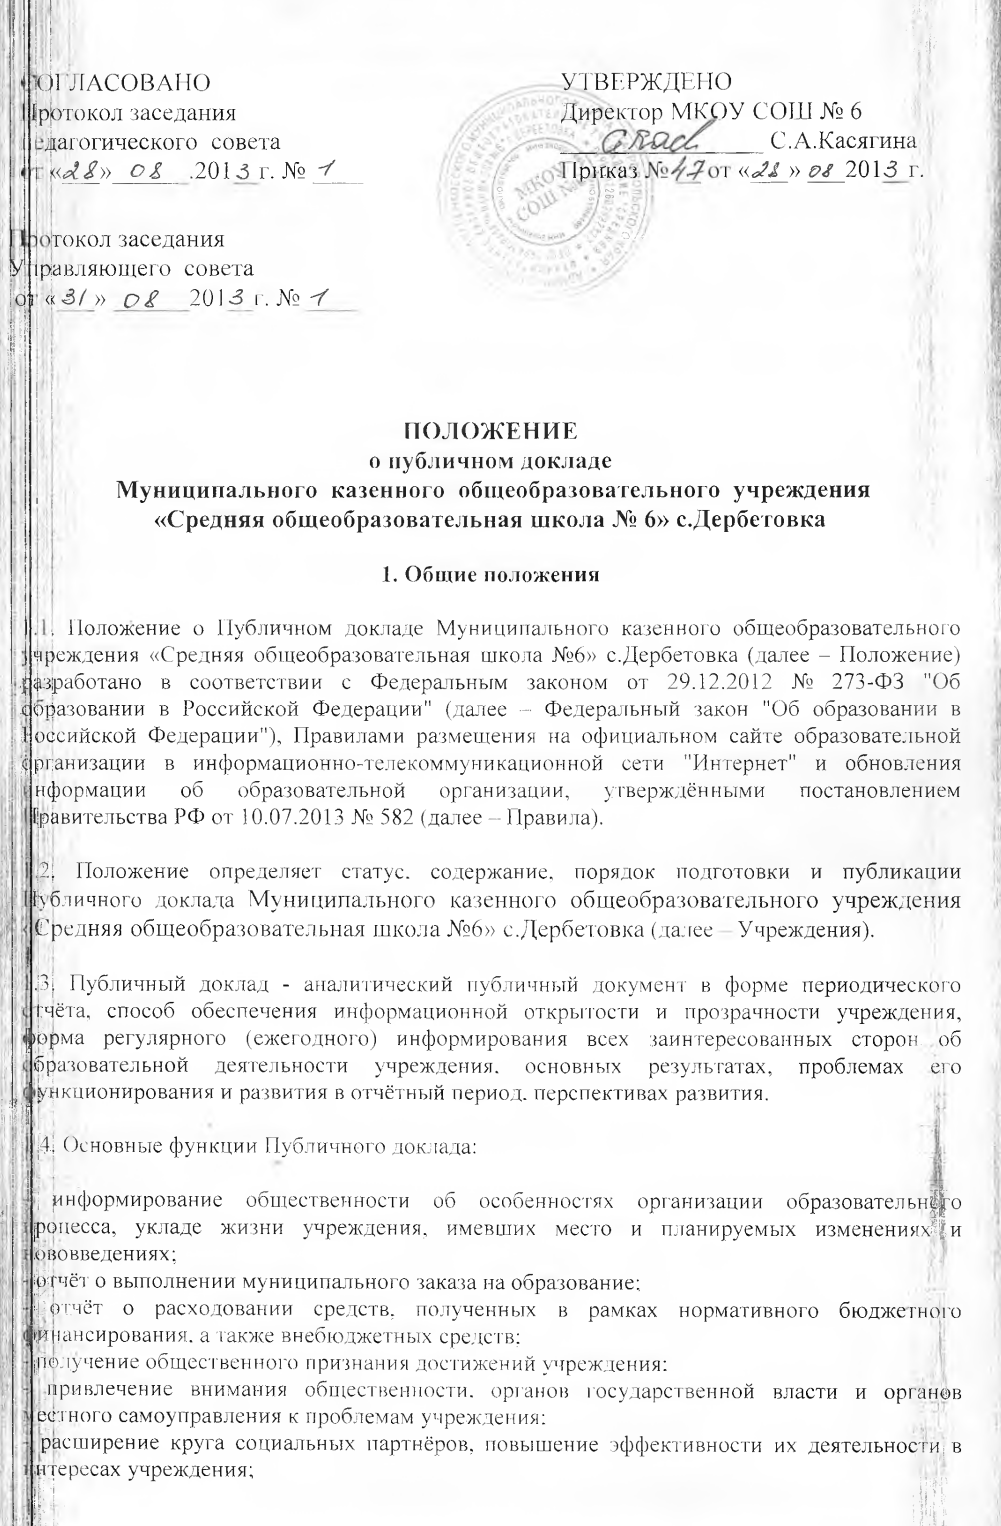 СОГЛАСОВАНО
Протокол заседания
педагогического совета
от «28» 08 .2013 г. № 1
Протокол заседания
Управляющего совета
от «31» 08 2013 г. № 1
УТВЕРЖДЕНО
Директор МКОУ СОШ № 6
С.А.Касягина
Приказ № 47 от «28» 08 2013 г.
МКОУ
СОШ №6
ПОЛОЖЕНИЕ
о публичном докладе
Муниципального казенного общеобразовательного учреждения
«Средняя общеобразовательная школа № 6» с.Дербетовка
1. Общие положения
1.1. Положение о Публичном докладе Муниципального казенного общеобразовательного
учреждения «Средняя общеобразовательная школа №6» с.Дербетовка (далее – Положение)
разработано в соответствии с Федеральным законом от 29.12.2012 № 273-ФЗ "Об
образовании в Российской Федерации" (далее – Федеральный закон "Об образовании в
Российской Федерации"), Правилами размещения на официальном сайте образовательной
организации в информационно-телекоммуникационной сети "Интернет" и обновления
информации об образовательной организации, утверждёнными постановлением
Правительства РФ от 10.07.2013 № 582 (далее – Правила).
1.2. Положение определяет статус, содержание, порядок подготовки и публикации
Публичного доклада Муниципального казенного общеобразовательного учреждения
«Средняя общеобразовательная школа №6» с.Дербетовка (далее – Учреждения).
1.3. Публичный доклад - аналитический публичный документ в форме периодического
отчёта, способ обеспечения информационной открытости и прозрачности учреждения,
форма регулярного (ежегодного) информирования всех заинтересованных сторон об
образовательной деятельности учреждения, основных результатах, проблемах его
функционирования и развития в отчётный период, перспективах развития.
1.4. Основные функции Публичного доклада:
- информирование общественности об особенностях организации образовательного
процесса, укладе жизни учреждения, имевших место и планируемых изменениях и
нововведениях;
- отчёт о выполнении муниципального заказа на образование;
- отчёт о расходовании средств, полученных в рамках нормативного бюджетного
финансирования, а также внебюджетных средств;
- получение общественного признания достижений учреждения;
- привлечение внимания общественности, органов государственной власти и органов
местного самоуправления к проблемам учреждения;
- расширение круга социальных партнёров, повышение эффективности их деятельности в
интересах учреждения;